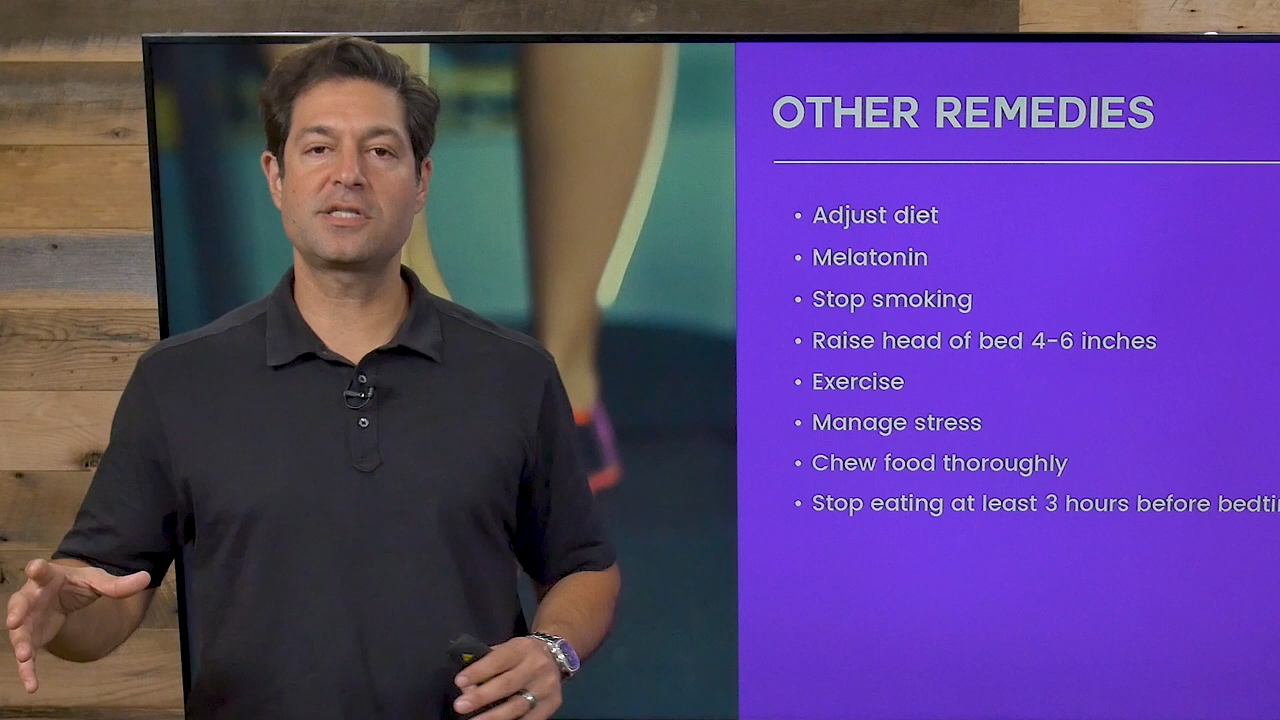 OTHER REMEDIES
• Adjust diet
• Melatonin
• Stop smoking
• Raise head of bed 4-6 inches
• Exercise
• Manage stress
• Chew food thoroughly
• Stop eating at least 3 hours before